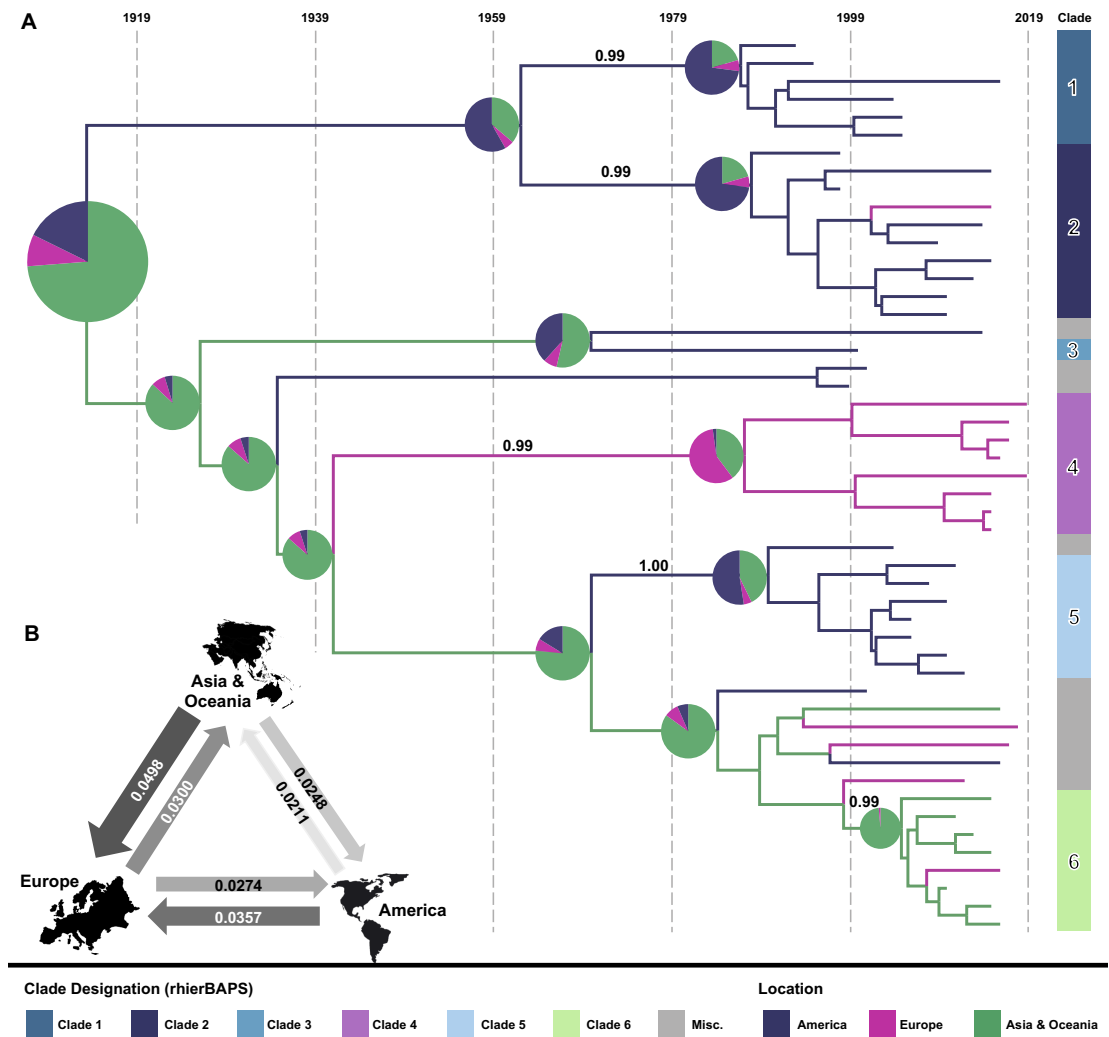 A
1919 1939 1959 1979 1999 2019 Clade
0.99
1
0.99
2
3
0.99
4
1.00
5
0.99
6
B
Asia &
Oceania
0.0498
0.0300
0.0248
0.0211
Europe
0.0274
America
0.0357
Clade Designation (rhierBAPS) Location
Clade 1 Clade 2 Clade 3 Clade 4 Clade 5 Clade 6 Misc. America Europe Asia & Oceania